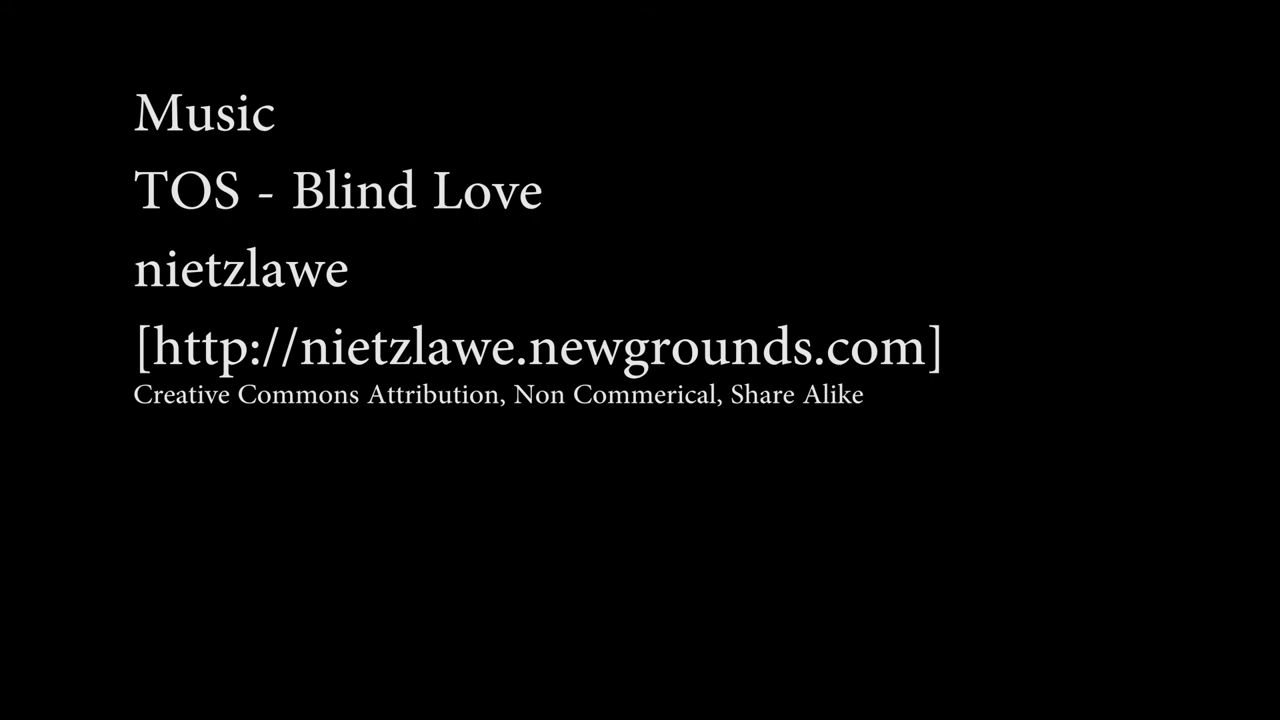 Music
TOS - Blind Love
nietzlawe
[http://nietzlawe.newgrounds.com]
Creative Commons Attribution, Non Commerical, Share Alike